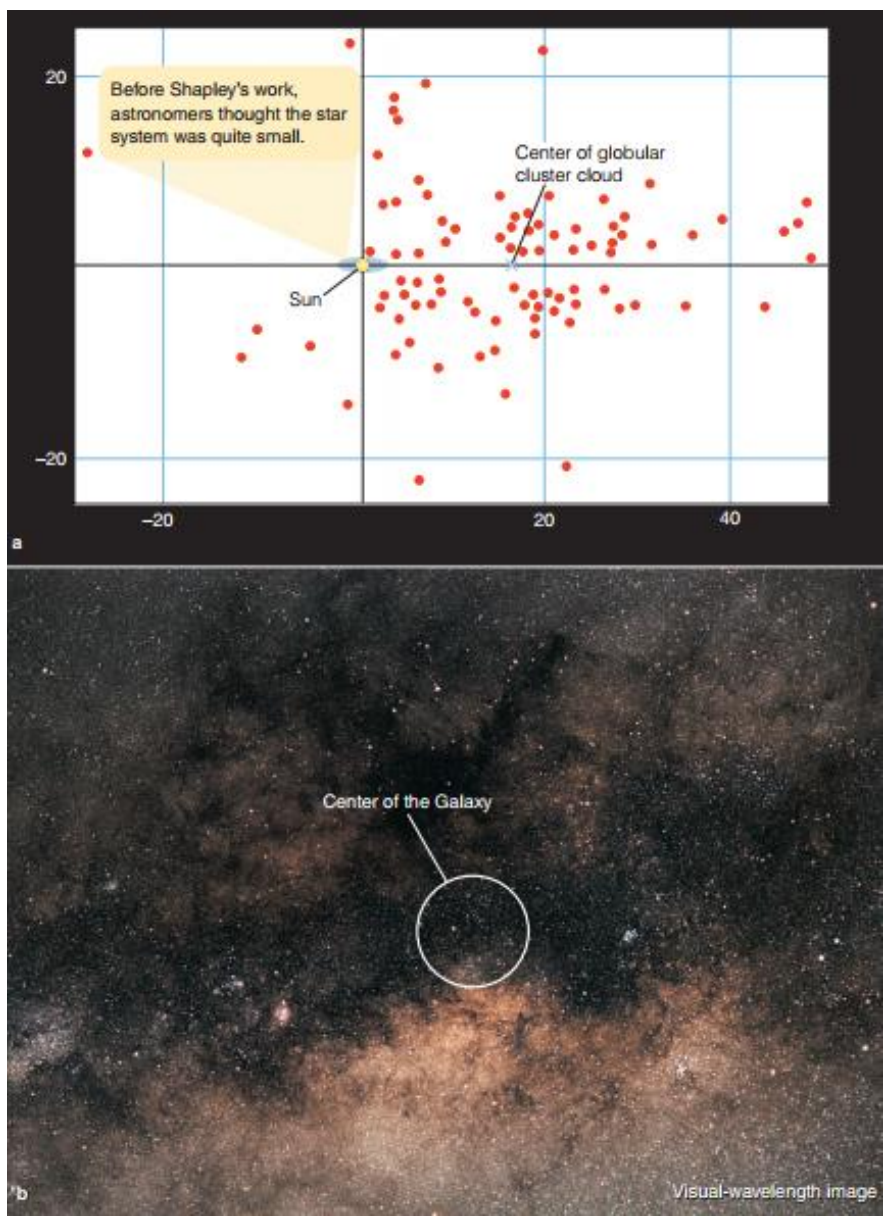 20
Before Shapley's work,
astronomers thought the star
system was quite small.
Center of globular
cluster cloud
Sun
–20
–20
20
40
a
Center of the Galaxy
b
Visual-wavelength image